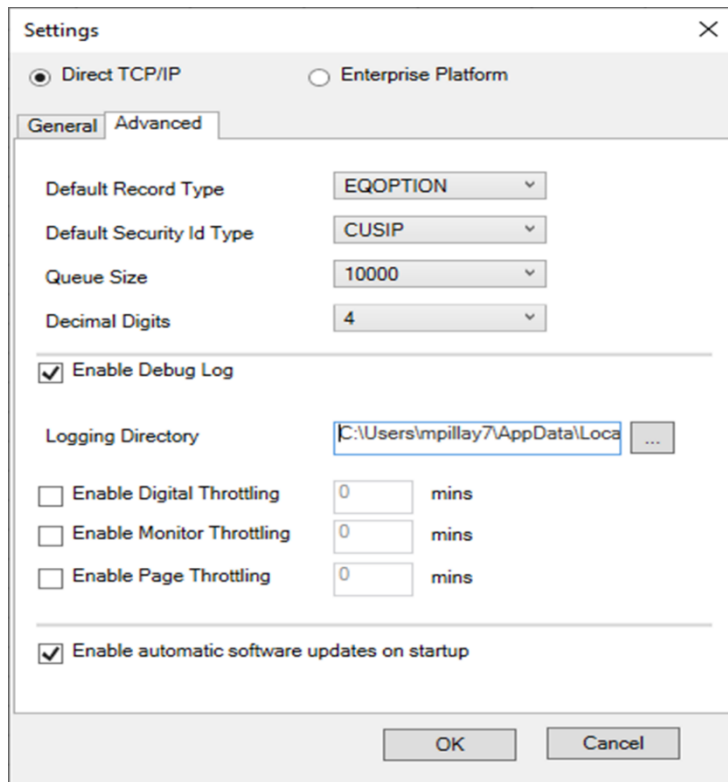 Settings
Direct TCP/IP Enterprise Platform
General Advanced
Default Record Type EQOPTION
Default Security Id Type CUSIP
Queue Size 10000
Decimal Digits 4
Enable Debug Log
Logging Directory C:\Users\mpillay7\AppData\Loca ...
Enable Digital Throttling 0 mins
Enable Monitor Throttling 0 mins
Enable Page Throttling 0 mins
Enable automatic software updates on startup
OK Cancel